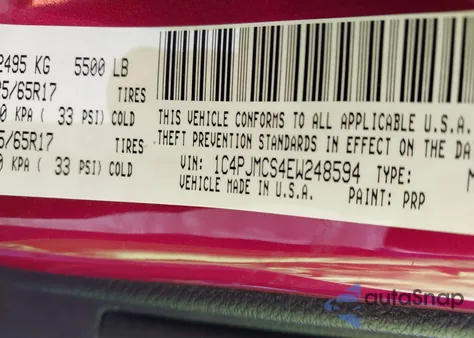 2495 KG 5500 LB
5/65R17 TIRES
0 KPA ( 33 PSI) COLD
5/65R17 TIRES
0 KPA ( 33 PSI) COLD
THIS VEHICLE CONFORMS TO ALL APPLICABLE U.S.A.
THEFT PREVENTION STANDARDS IN EFFECT ON THE DA
VIN: 1C4PJMCS4EW248594 TYPE: M
VEHICLE MADE IN U.S.A. PAINT: PRP
autoSnap